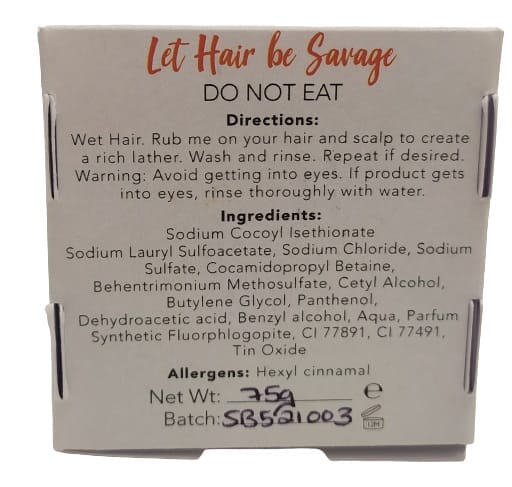 Let Hair be Savage
DO NOT EAT
Directions:
Wet Hair. Rub me on your hair and scalp to create
a rich lather. Wash and rinse. Repeat if desired.
Warning: Avoid getting into eyes. If product gets
into eyes, rinse thoroughly with water.
Ingredients:
Sodium Cocoyl Isethionate
Sodium Lauryl Sulfoacetate, Sodium Chloride, Sodium
Sulfate, Cocamidopropyl Betaine,
Behentrimonium Methosulfate, Cetyl Alcohol,
Butylene Glycol, Panthenol,
Dehydroacetic acid, Benzyl alcohol, Aqua, Parfum
Synthetic Fluorphlogopite, CI 77891, CI 77491,
Tin Oxide
Allergens: Hexyl cinnamal
Net Wt: 75g ℮
Batch: SB521003 12M